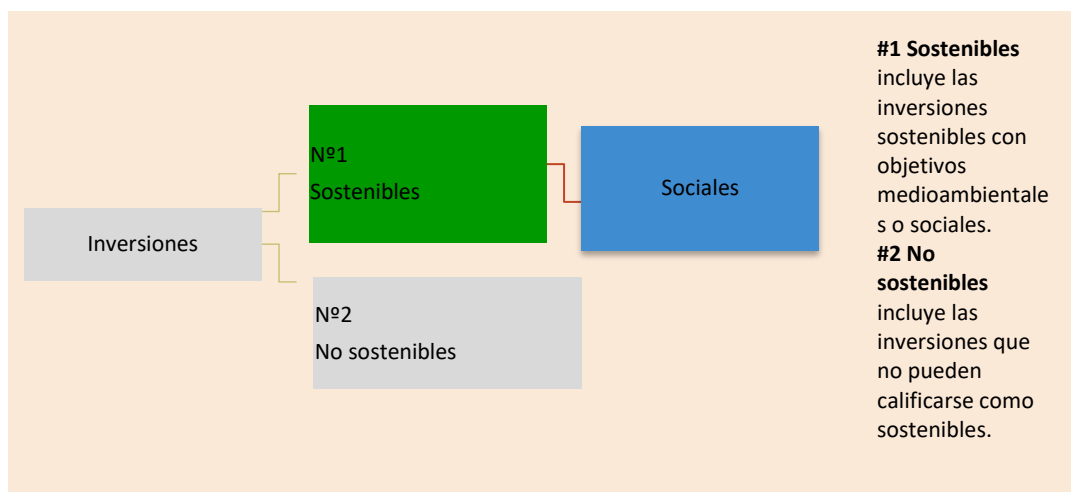 Inversiones
Nº1
Sostenibles
Sociales
Nº2
No sostenibles
#1 Sostenibles
incluye las
inversiones
sostenibles con
objetivos
medioambientale
s o sociales.
#2 No
sostenibles
incluye las
inversiones que
no pueden
calificarse como
sostenibles.